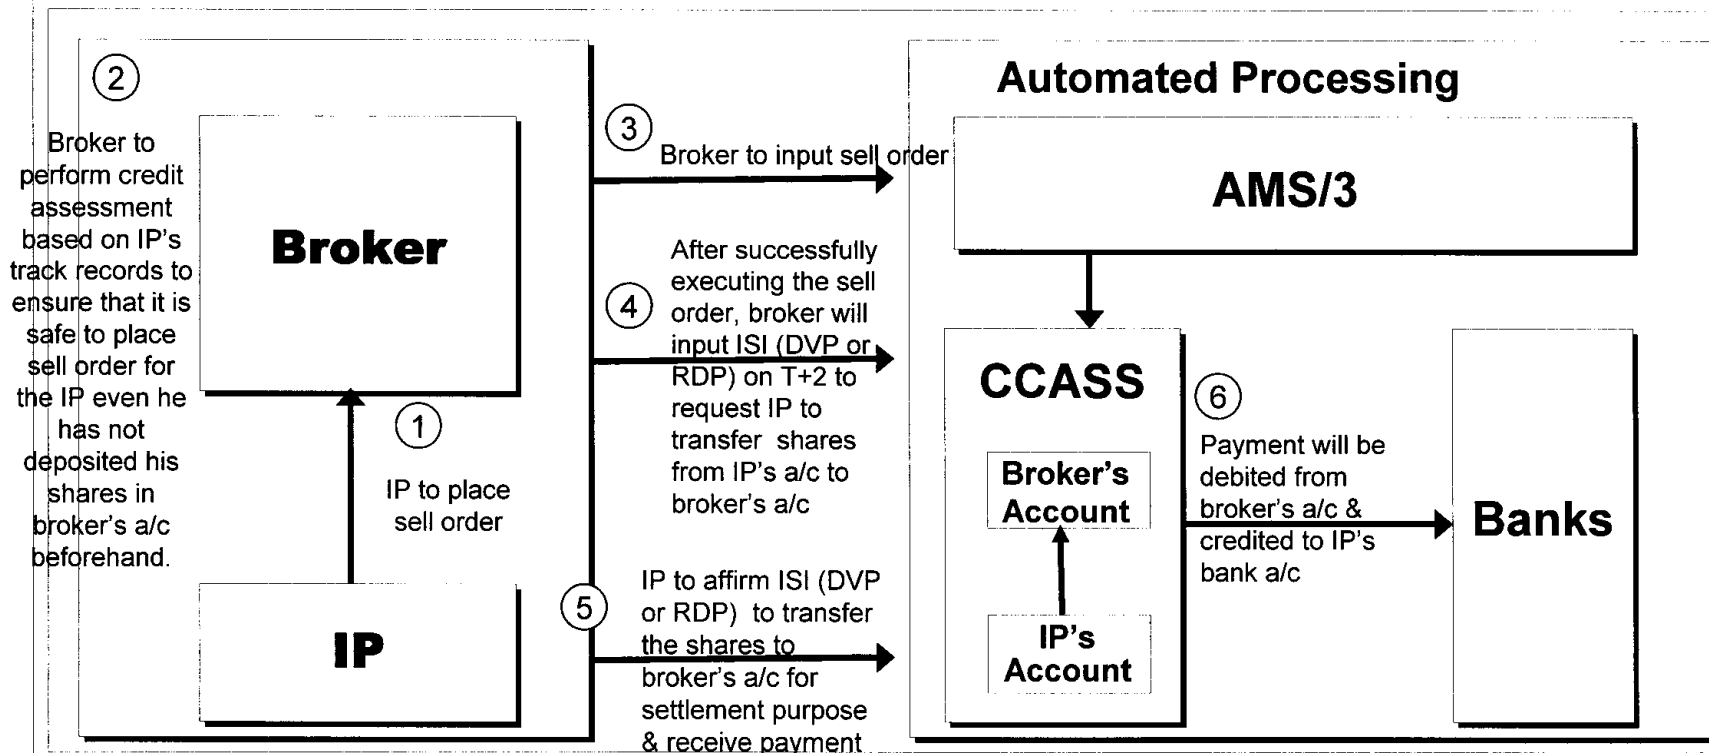 2
Broker to
perform credit
assessment
based on IP's
track records to
ensure that it is
safe to place
sell order for
the IP even he
has not
deposited his
shares in
broker's a/c
beforehand.
Broker
1
IP to place
sell order
IP
3
Broker to input sell order
4
After successfully
executing the sell
order, broker will
input ISI (DVP or
RDP) on T+2 to
request IP to
transfer shares
from IP's a/c to
broker's a/c
5
IP to affirm ISI (DVP
or RDP) to transfer
the shares to
broker's a/c for
settlement purpose
& receive payment
Automated Processing
AMS/3
CCASS
Broker's
Account
IP's
Account
6
Payment will be
debited from
broker's a/c &
credited to IP's
bank a/c
Banks